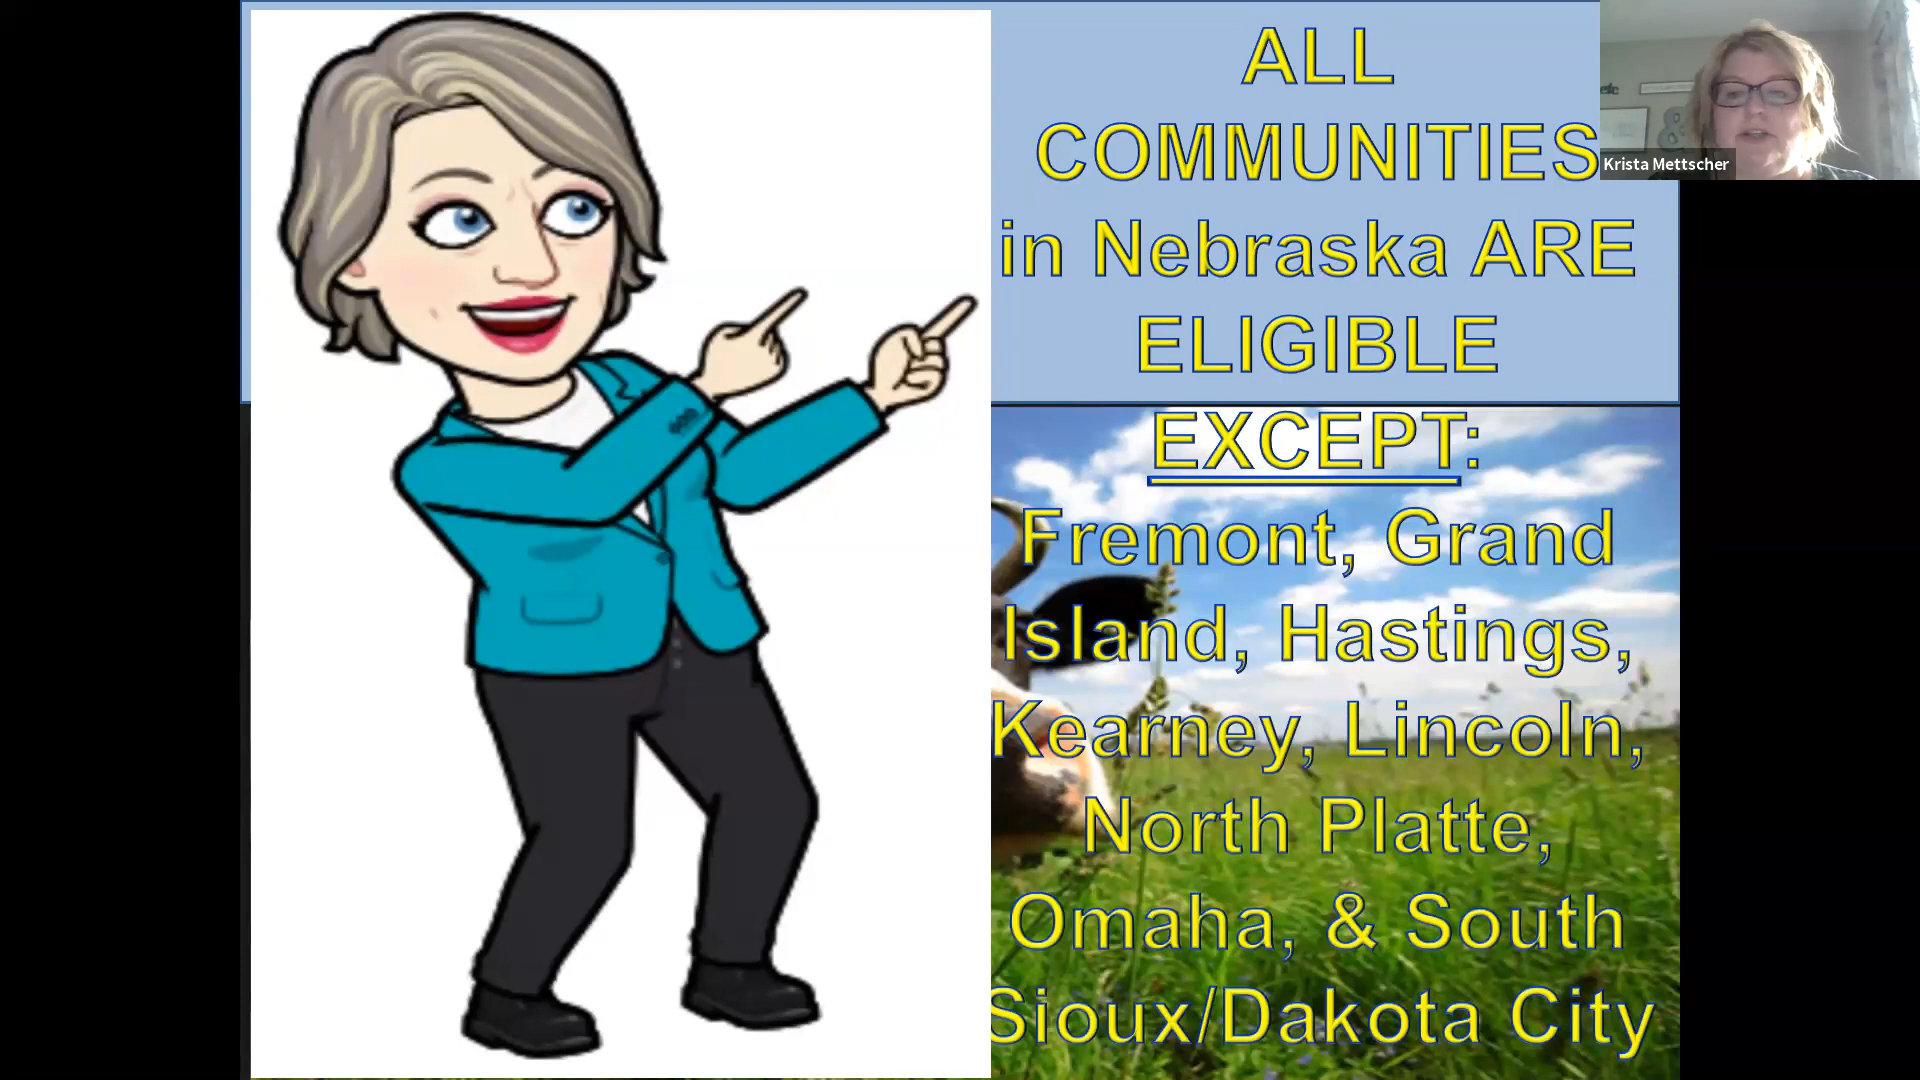 ALL
COMMUNITIES
in Nebraska ARE
ELIGIBLE
EXCEPT:
Fremont, Grand
Island, Hastings,
Kearney, Lincoln,
North Platte,
Omaha, & South
Sioux/Dakota City
Krista Mettscher